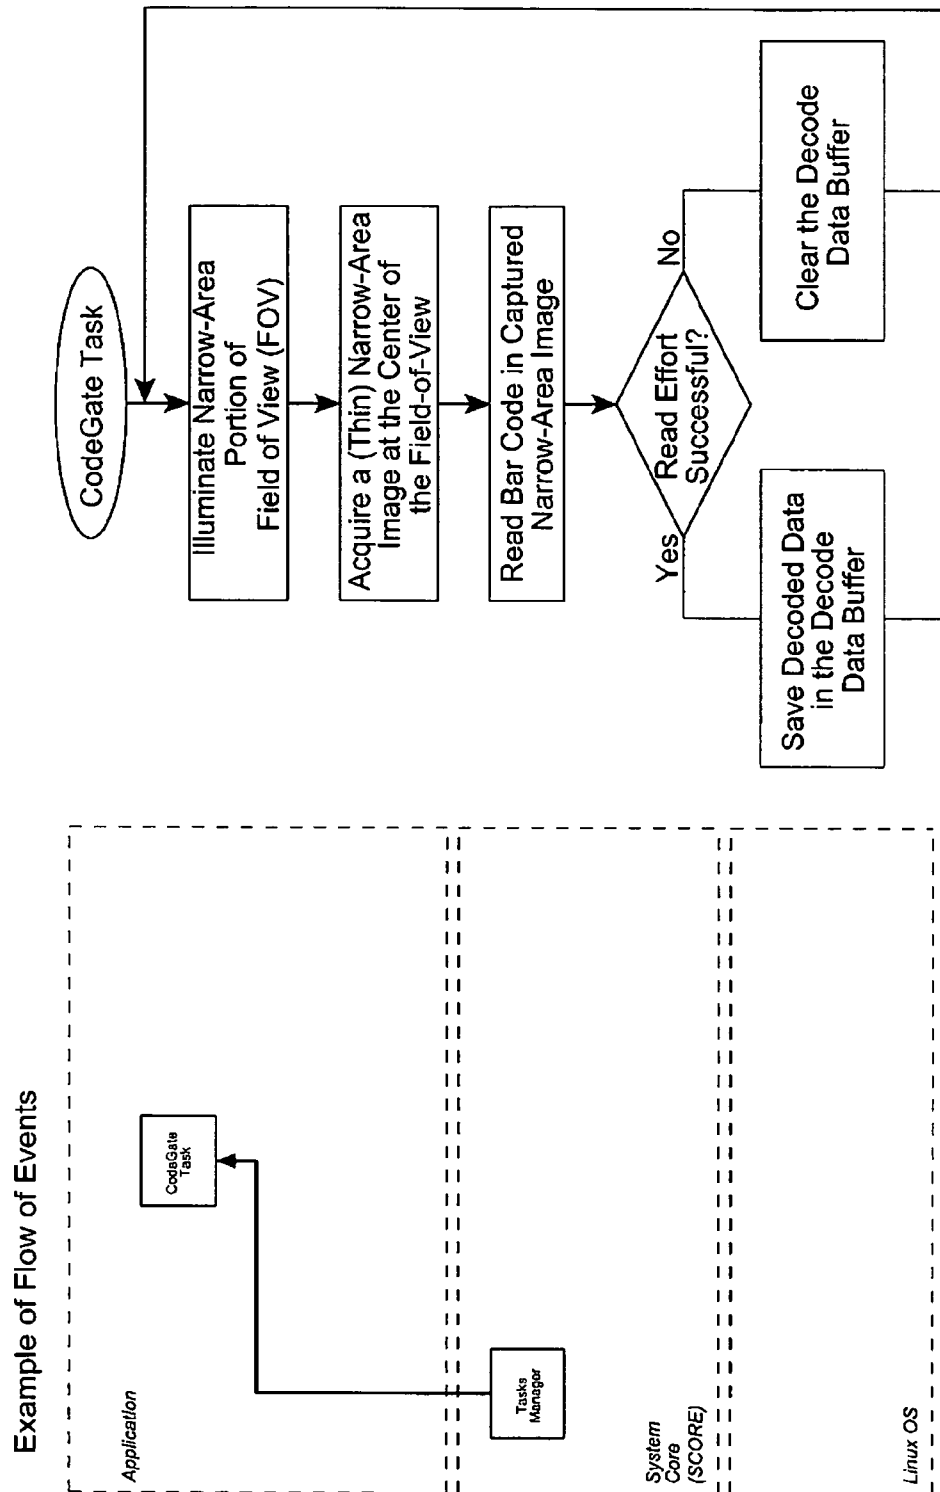 Example of Flow of Events
Application
CodeGate
Task
Tasks
Manager
System
Core
(SCORE)
Linux OS
CodeGate Task
Illuminate Narrow-Area
Portion of
Field of View (FOV)
Acquire a (Thin) Narrow-Area
Image at the Center of
the Field-of-View
Read Bar Code in Captured
Narrow-Area Image
Read Effort
Successful?
Yes
No
Save Decoded Data
in the Decode
Data Buffer
Clear the Decode
Data Buffer